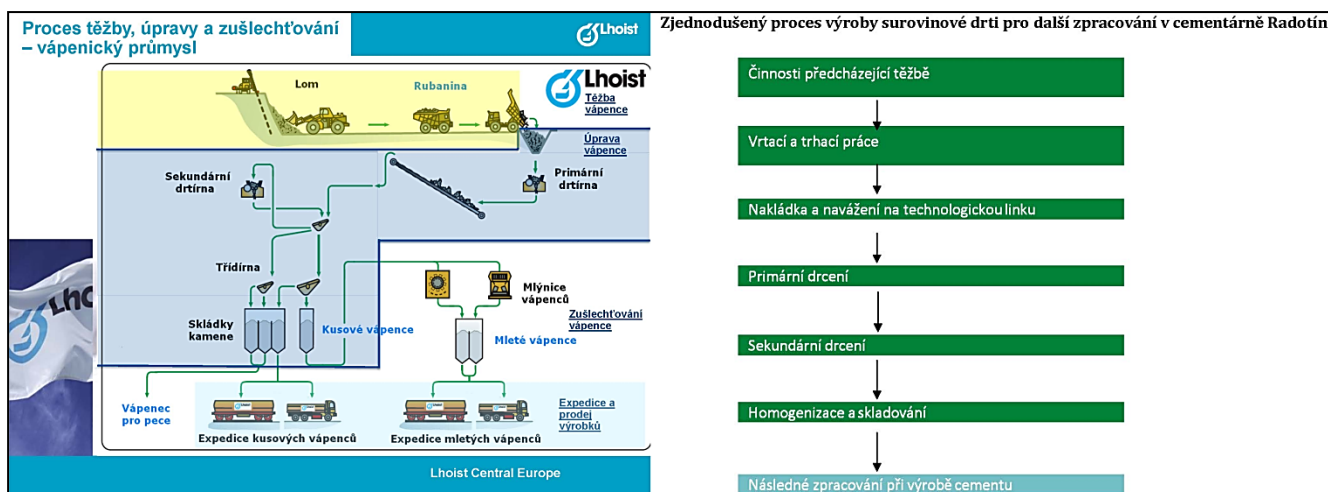 Proces těžby, úpravy a zušlechťování
– vápenický průmysl
Lhoist
Lom
Rubanina
Lhoist
Těžba
vápence
Úprava
vápence
Sekundární
drtírna
Primární
drtírna
Třídírna
Mlýnice
vápenců
Zušlechťování
vápence
Skládky
kamene
Kusové vápence
Mleté vápence
Vápenec
pro pece
Expedice kusových vápenců
Expedice mletých vápenců
Expedice a
prodej
výrobků
Lhoist Central Europe
Zjednodušený proces výroby surovinové drti pro další zpracování v cementárně Radotín
Činnosti předcházející těžbě
Vrtací a trhací práce
Nakládka a navážení na technologickou linku
Primární drcení
Sekundární drcení
Homogenizace a skladování
Následné zpracování při výrobě cementu